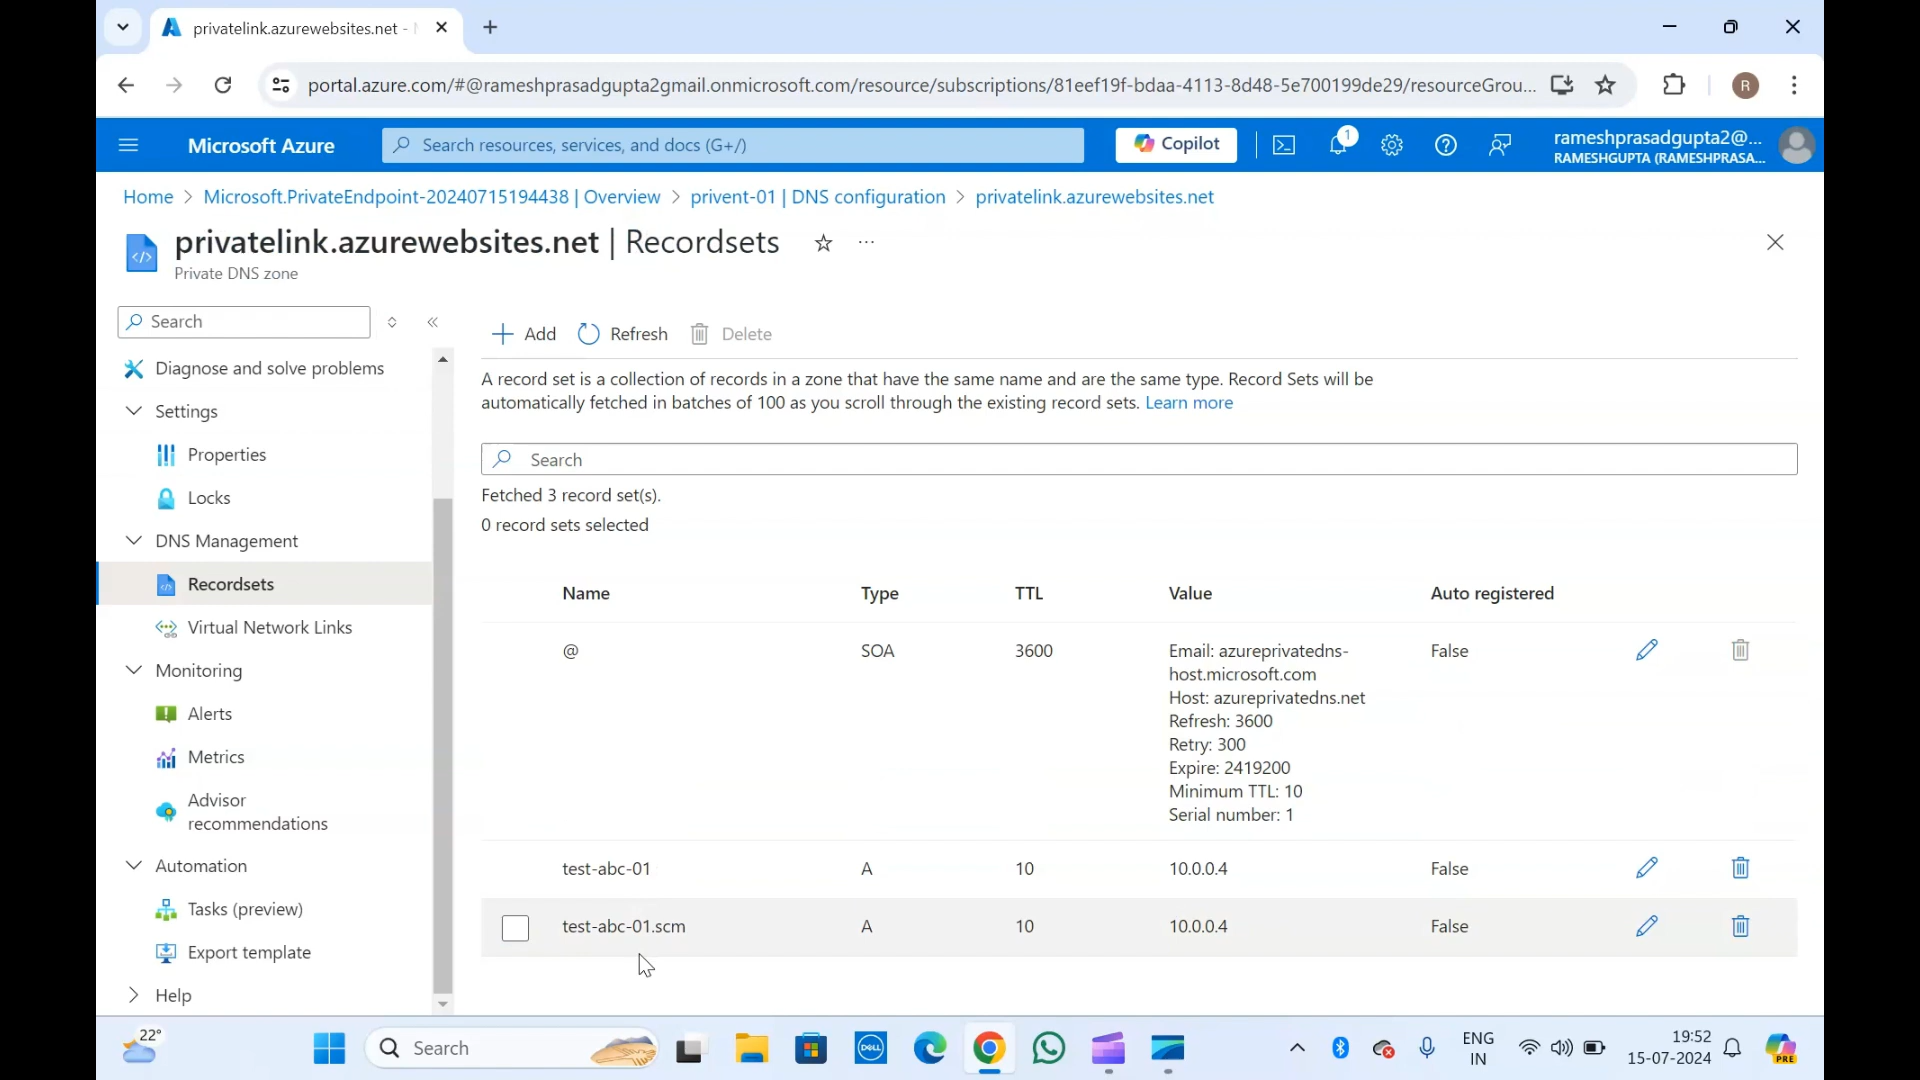 privatelink.azurewebsites.net -
portal.azure.com/#@rameshprasadgupta2gmail.onmicrosoft.com/resource/subscriptions/81eef19f-bdaa-4113-8d48-5e700199de29/resourceGrou...
R
Microsoft Azure
Search resources, services, and docs (G+/)
Copilot
1
rameshprasadgupta2@...
RAMESHGUPTA (RAMESHPRASA...
Home > Microsoft.PrivateEndpoint-20240715194438 | Overview > privent-01 | DNS configuration > privatelink.azurewebsites.net
privatelink.azurewebsites.net | Recordsets
Private DNS zone
Search
Diagnose and solve problems
Settings
Properties
Locks
DNS Management
Recordsets
Virtual Network Links
Monitoring
Alerts
Metrics
Advisor
recommendations
Automation
Tasks (preview)
Export template
Help
Add
Refresh
Delete
A record set is a collection of records in a zone that have the same name and are the same type. Record Sets will be
automatically fetched in batches of 100 as you scroll through the existing record sets. Learn more
Search
Fetched 3 record set(s).
0 record sets selected
Name Type TTL Value Auto registered
@ SOA 3600 Email: azureprivatedns- False
host.microsoft.com
Host: azureprivatedns.net
Refresh: 3600
Retry: 300
Expire: 2419200
Minimum TTL: 10
Serial number: 1
test-abc-01 A 10 10.0.0.4 False
test-abc-01.scm A 10 10.0.0.4 False
22°
Search
DELL
ENG
IN
19:52
15-07-2024
PRE